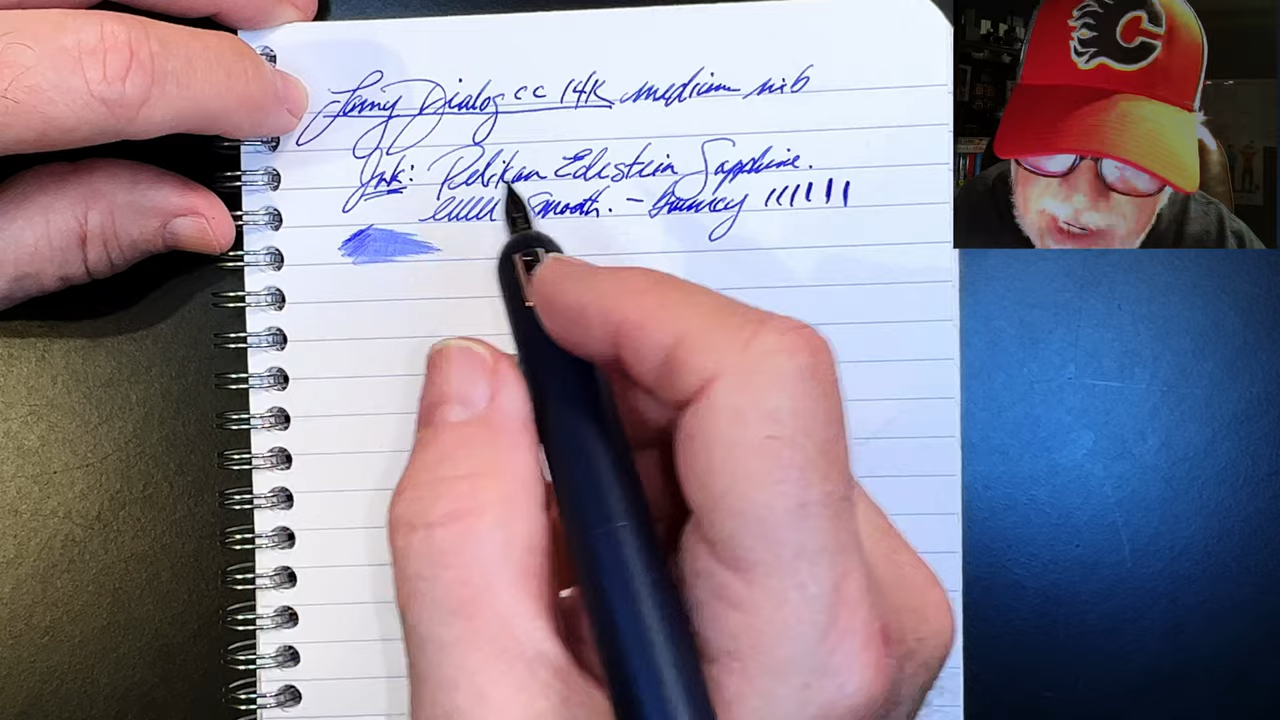 Lamy Dialog cc 14K medium nib
Ink: Pelikan Edelstein Sapphire.
Smooth. - bouncy
C